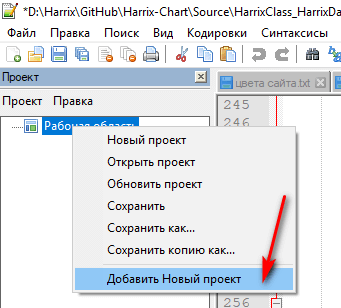 *D:\Harrix\GitHub\Harrix-Chart\Source\HarrixClass_HarrixDa
Файл Правка Поиск Вид Кодировки Синтаксисы
Проект
цвета сайта.txt
Проект Правка
Рабочая область
245
246
Новый проект
Открыть проект
Обновить проект
Сохранить
Сохранить как...
Сохранить копию как...
Добавить Новый проект
256